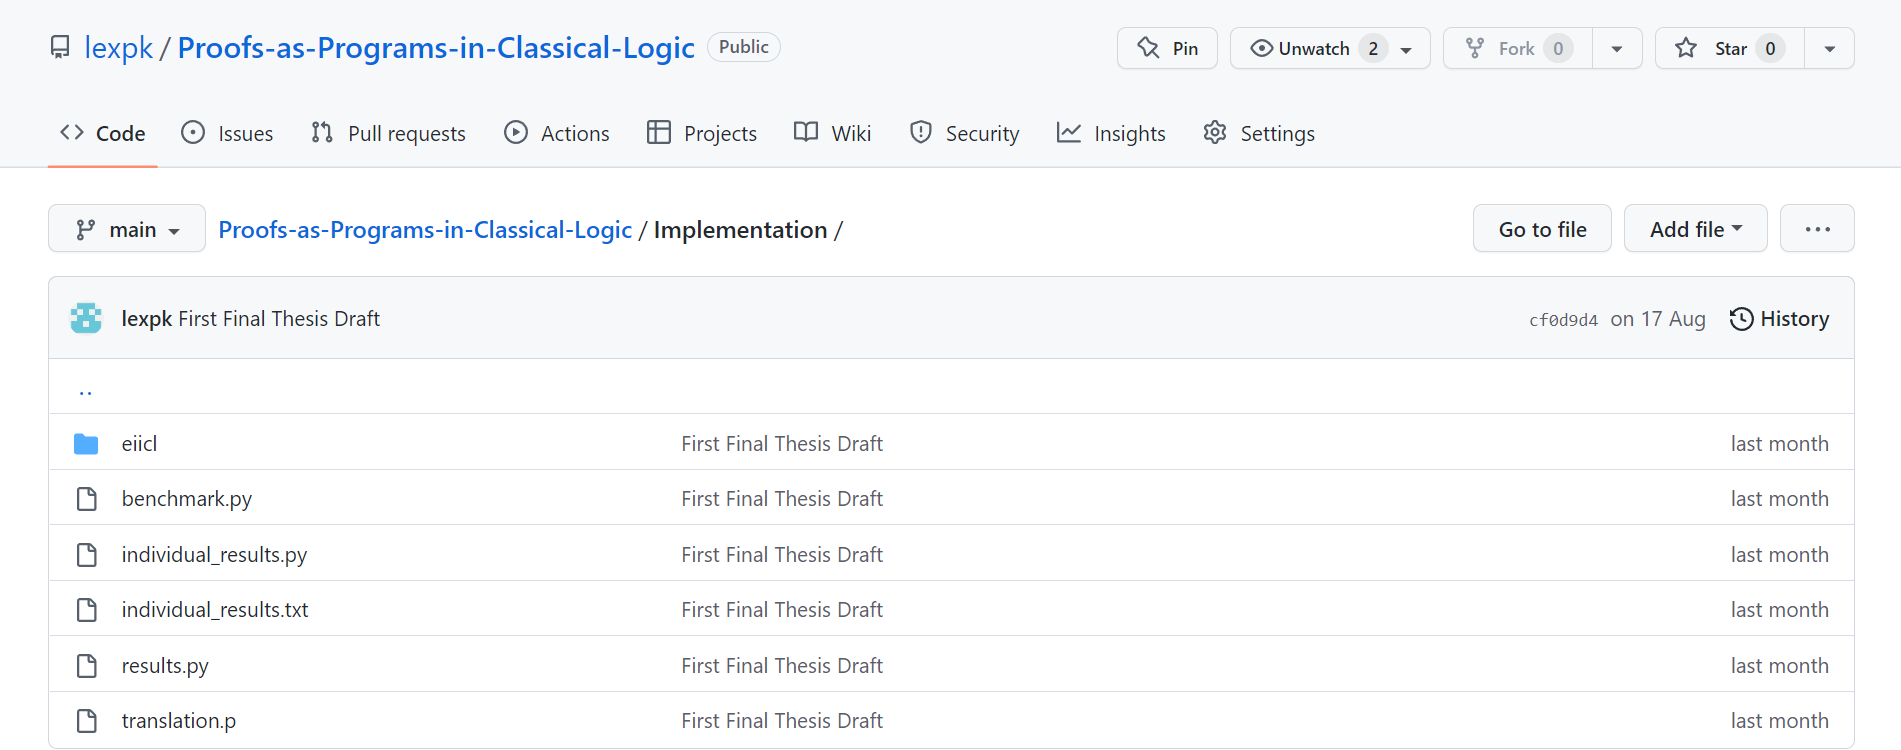 lexpk / Proofs-as-Programs-in-Classical-Logic Public Pin Unwatch 2 Fork 0 Star 0
Code Issues Pull requests Actions Projects Wiki Security Insights Settings
main Proofs-as-Programs-in-Classical-Logic / Implementation / Go to file Add file ...
lexpk First Final Thesis Draft cf0d9d4 on 17 Aug History
..
eiicl First Final Thesis Draft last month
benchmark.py First Final Thesis Draft last month
individual_results.py First Final Thesis Draft last month
individual_results.txt First Final Thesis Draft last month
results.py First Final Thesis Draft last month
translation.p First Final Thesis Draft last month